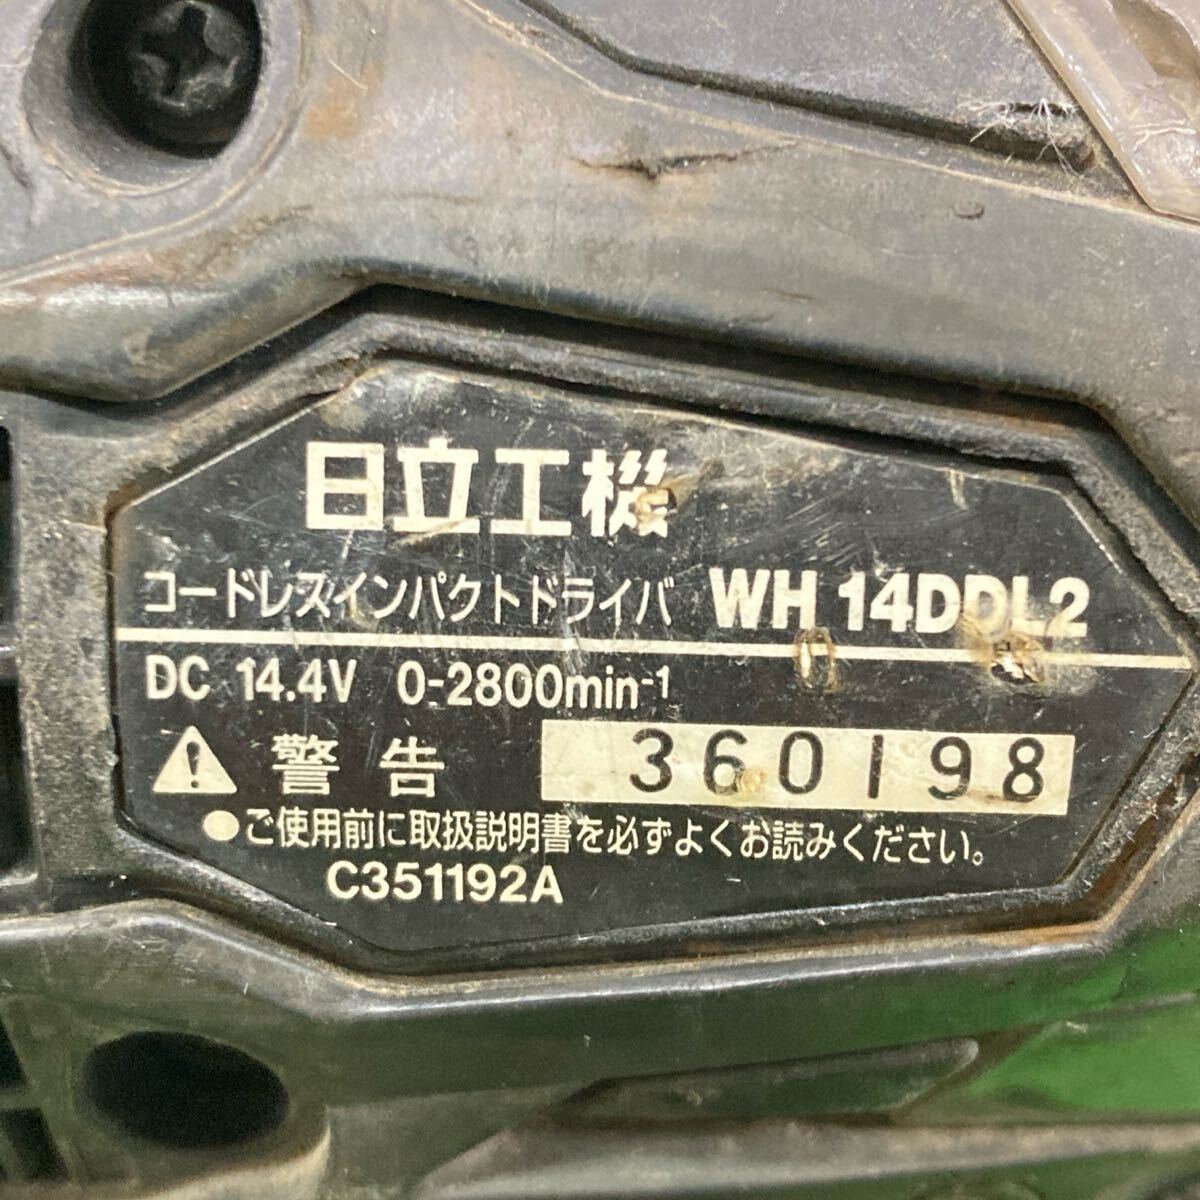 日立工機
コードレスインパクトドライバ WH 14DDL2
DC 14.4V 0-2800min-1
警告 360198
●ご使用前に取扱説明書を必ずよくお読みください。
C351192A